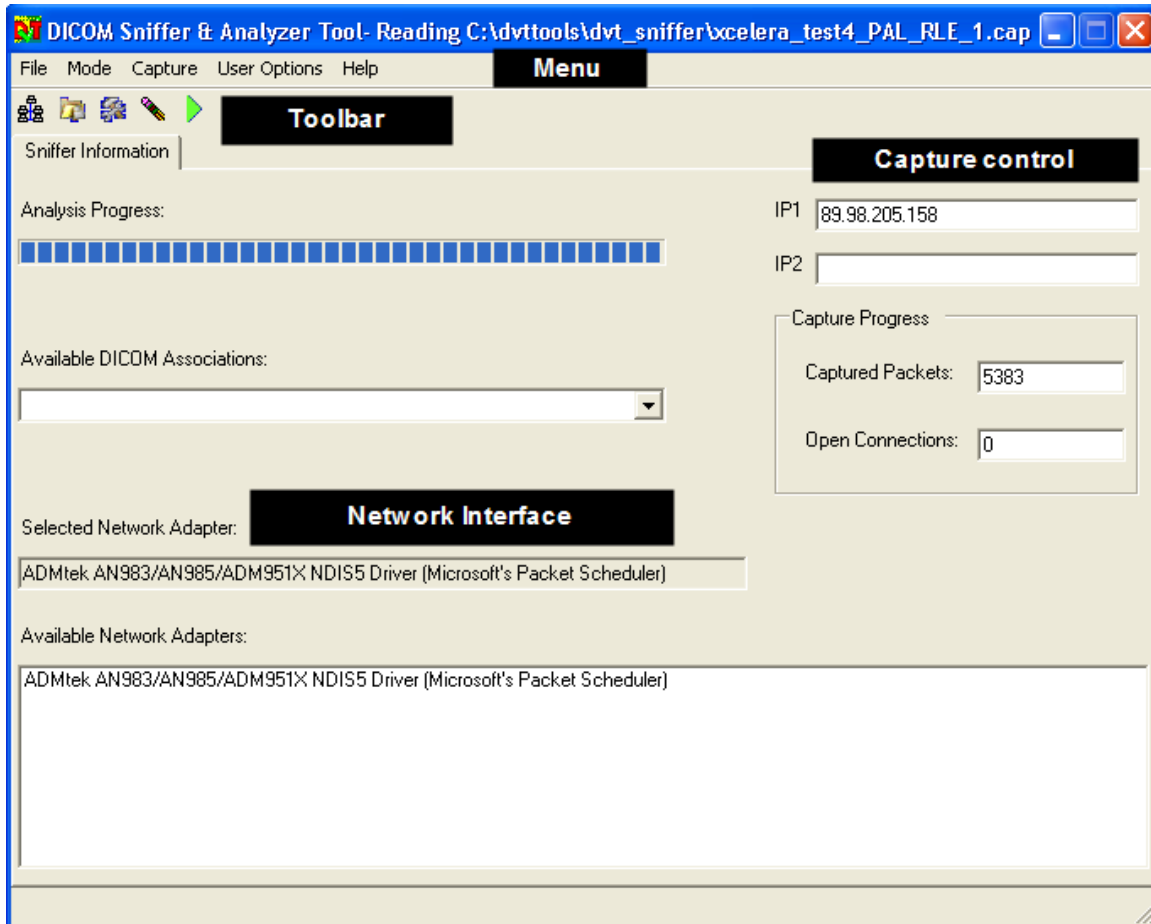 DICOM Sniffer & Analyzer Tool- Reading C:\dvttools\dvt_sniffer\xcelera_test4_PAL_RLE_1.cap
File Mode Capture User Options Help
Menu
Toolbar
Sniffer Information
Capture control
Analysis Progress:
IP1 89.98.205.158
IP2
Capture Progress
Available DICOM Associations:
Captured Packets: 5383
Open Connections: 0
Network Interface
Selected Network Adapter:
ADMtek AN983/AN985/ADM951X NDIS5 Driver (Microsoft's Packet Scheduler)
Available Network Adapters:
ADMtek AN983/AN985/ADM951X NDIS5 Driver (Microsoft's Packet Scheduler)